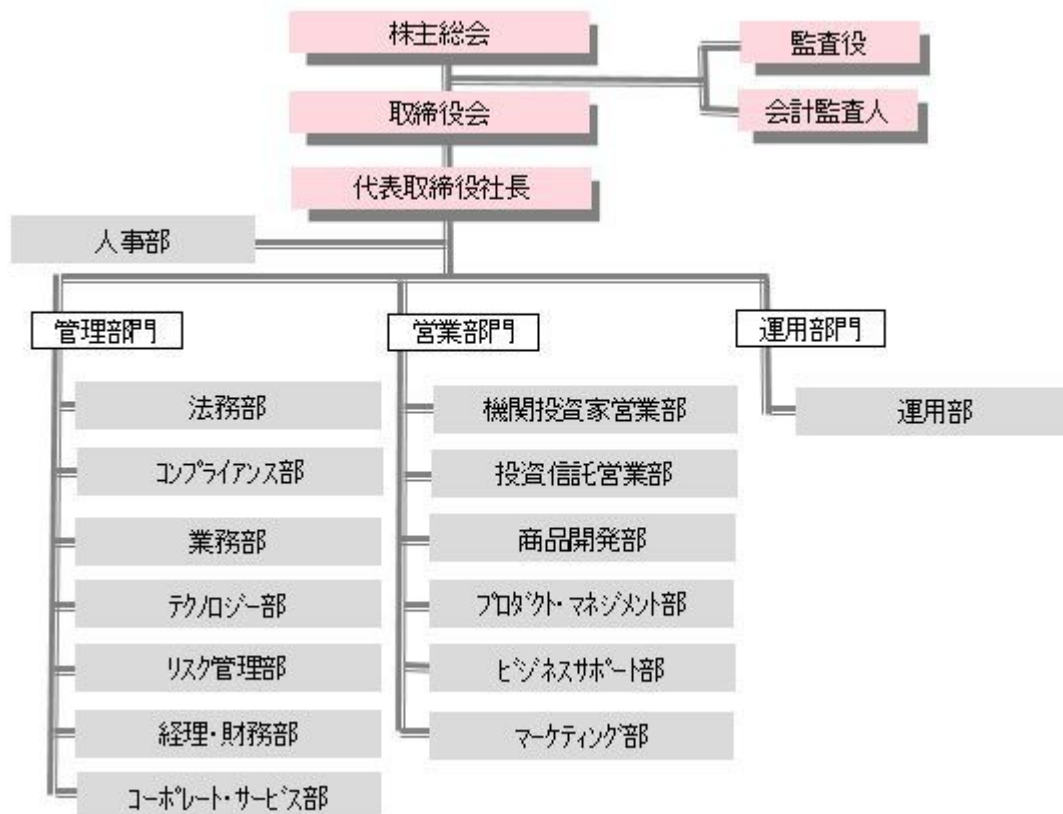 株主総会
監査役
取締役会
会計監査人
代表取締役社長
人事部
管理部門
営業部門
運用部門
法務部
機関投資家営業部
運用部
コンプライアンス部
投資信託営業部
業務部
商品開発部
テクノロジー部
プロダクト・マネジメント部
リスク管理部
ビジネスサポート部
経理・財務部
マーケティング部
コーポレート・サービス部